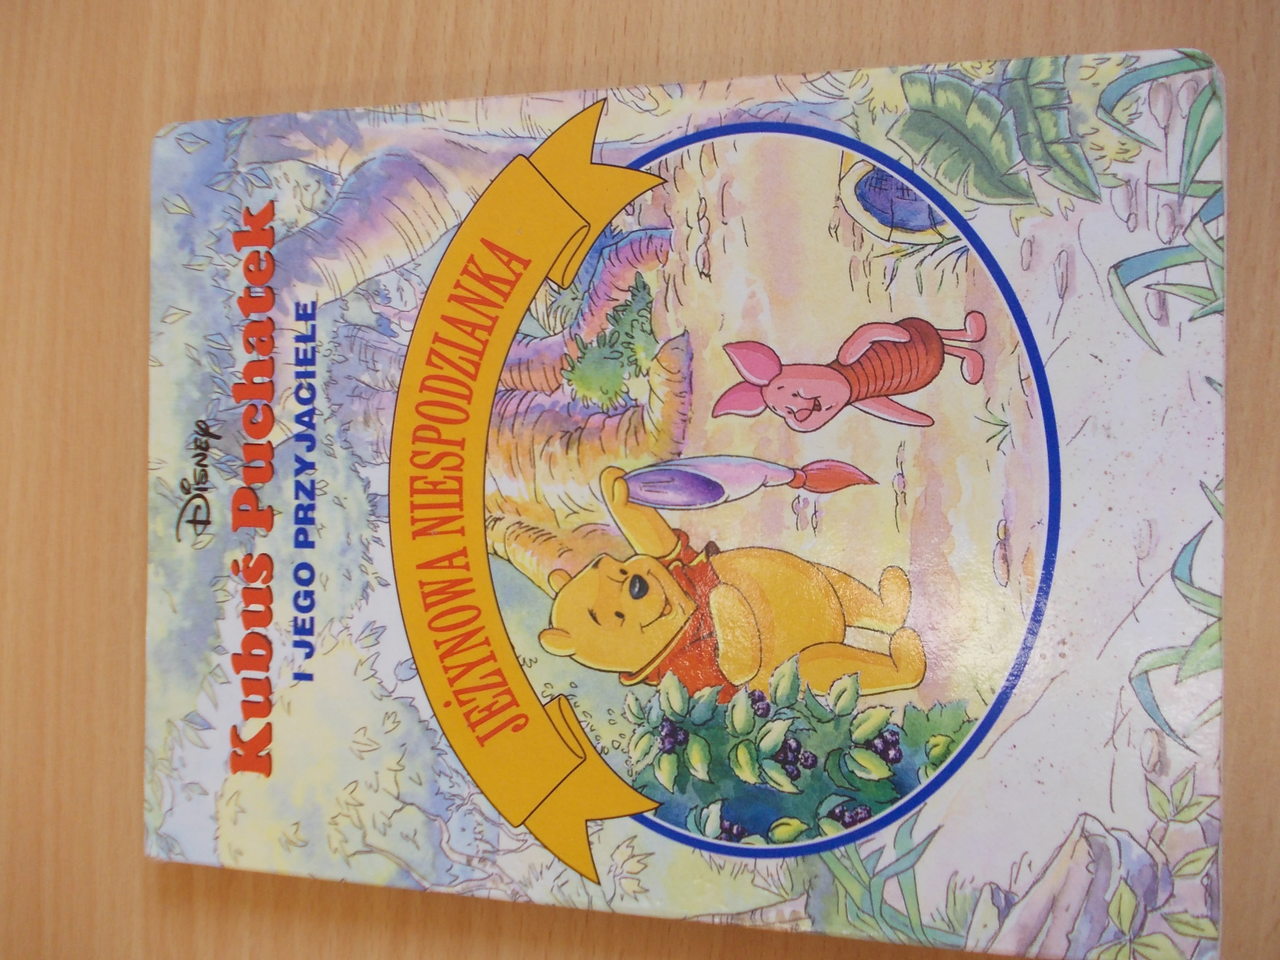 DISNEY
Kubuś Puchatek
I JEGO PRZYJACIELE
JEŻYNOWA NIESPODZIANKA